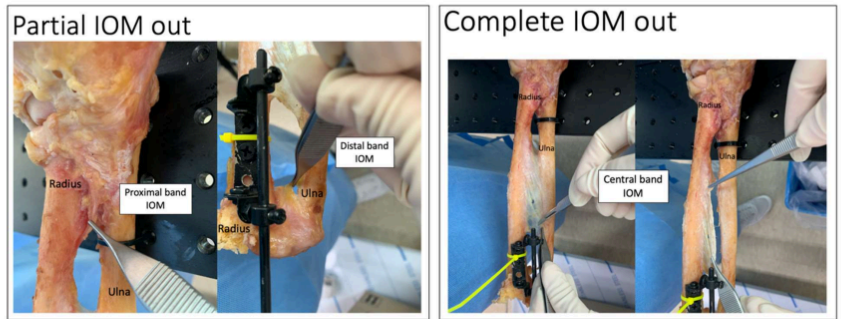 Partial IOM out
Radius
Proximal band
IOM
Ulna
Distal band
IOM
Ulna
Radius
Complete IOM out
Radius
Ulna
Central band
IOM
Radius
Ulna